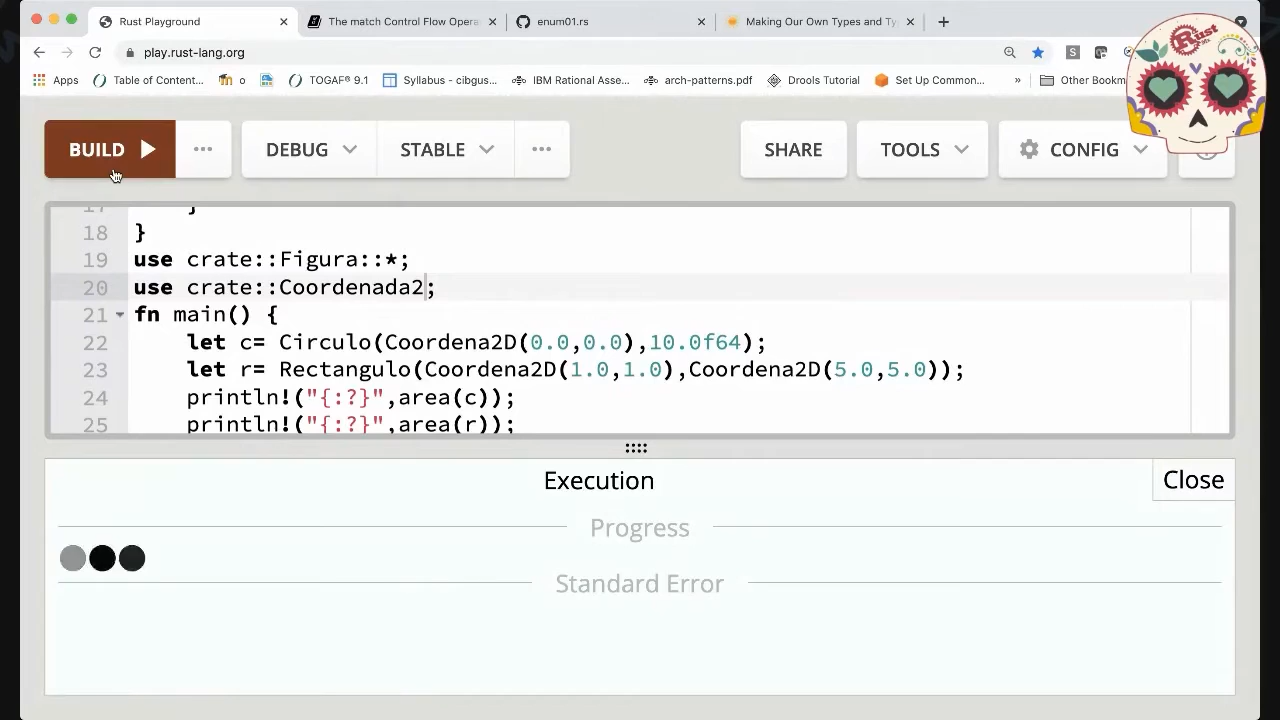 Rust Playground
The match Control Flow Opera
enum01.rs
Making Our Own Types and Ty
play.rust-lang.org
S
Apps
Table of Content...
o
TOGAF® 9.1
Syllabus - cibgus...
IBM Rational Asse...
arch-patterns.pdf
Drools Tutorial
Set Up Common...
»
Other Bookm
Rust
BUILD
...
DEBUG
STABLE
...
SHARE
TOOLS
CONFIG
17 }
18 }
19 use crate::Figura::*;
20 use crate::Coordenada2;
21 fn main() {
22 let c= Circulo(Coordena2D(0.0,0.0),10.0f64);
23 let r= Rectangulo(Coordena2D(1.0,1.0),Coordena2D(5.0,5.0));
24 println!("{:?}",area(c));
25 println!("{:?}",area(r));
Execution
Close
Progress
Standard Error